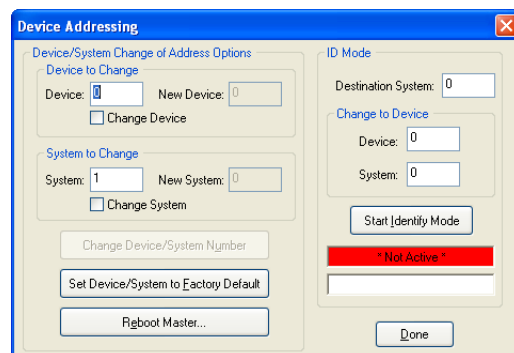 Device Addressing
Device/System Change of Address Options
Device to Change
Device: 0 New Device: 0
Change Device
System to Change
System: 1 New System: 0
Change System
Change Device/System Number
Set Device/System to Factory Default
Reboot Master...
ID Mode
Destination System: 0
Change to Device
Device: 0
System: 0
Start Identify Mode
* Not Active *
Done